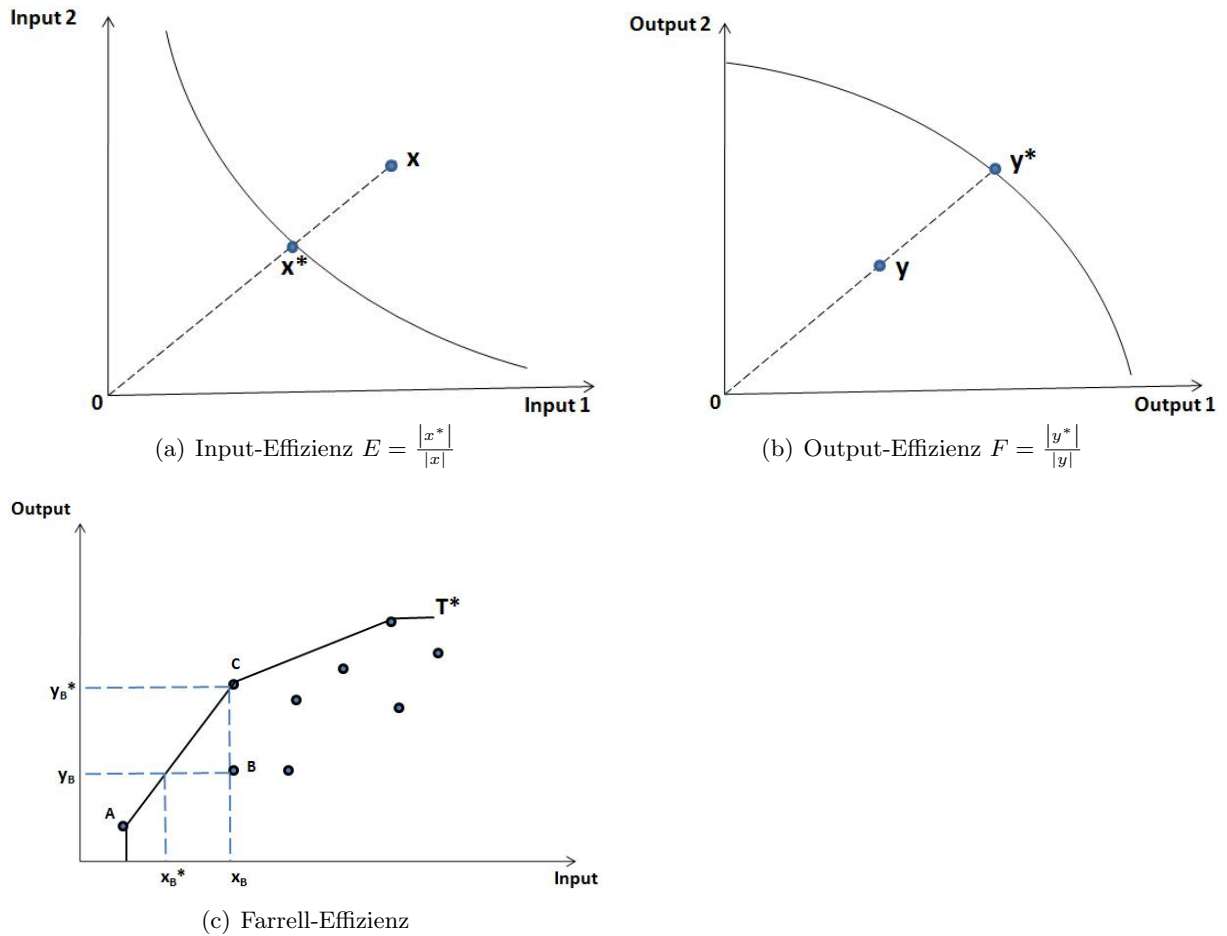 Input 2
x
x*
0
Input 1
(a) Input-Effizienz E = |x*| / |x|
Output 2
y*
y
0
Output 1
(b) Output-Effizienz F = |y*| / |y|
Output
T*
C
y_B*
y_B
B
A
x_B*
x_B
Input
(c) Farrell-Effizienz